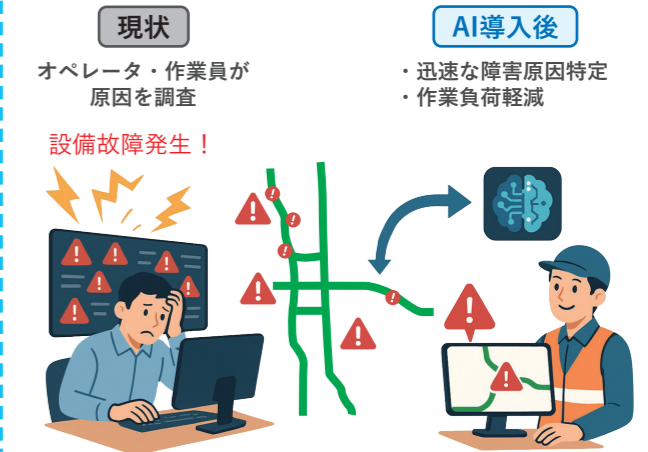 現状
オペレータ・作業員が
原因を調査
設備故障発生！
AI導入後
・迅速な障害原因特定
・作業負荷軽減